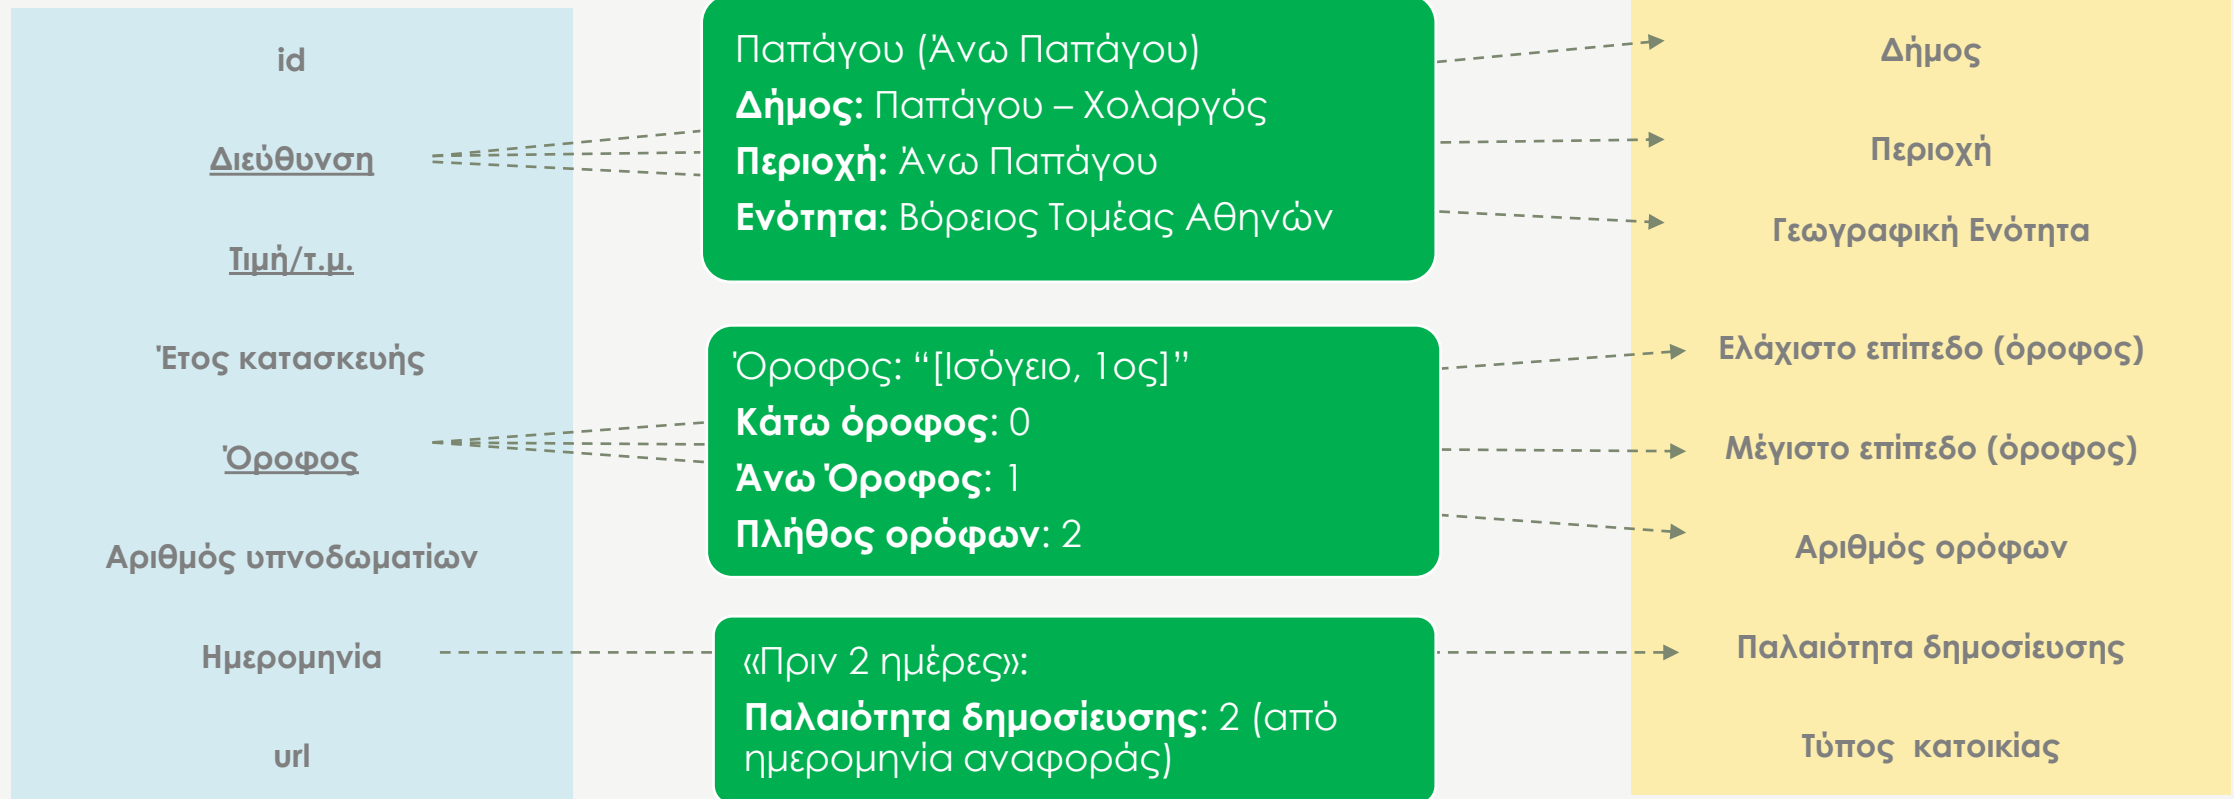 id
Διεύθυνση
Τιμή/τ.μ.
Έτος κατασκευής
Όροφος
Αριθμός υπνοδωματίων
Ημερομηνία
url
Παπάγου (Άνω Παπάγου)
Δήμος: Παπάγου – Χολαργός
Περιοχή: Άνω Παπάγου
Ενότητα: Βόρειος Τομέας Αθηνών
Όροφος: “[Ισόγειο, 1ος]”
Κάτω όροφος: 0
Άνω Όροφος: 1
Πλήθος ορόφων: 2
«Πριν 2 ημέρες»:
Παλαιότητα δημοσίευσης: 2 (από
ημερομηνία αναφοράς)
Δήμος
Περιοχή
Γεωγραφική Ενότητα
Ελάχιστο επίπεδο (όροφος)
Μέγιστο επίπεδο (όροφος)
Αριθμός ορόφων
Παλαιότητα δημοσίευσης
Τύπος κατοικίας